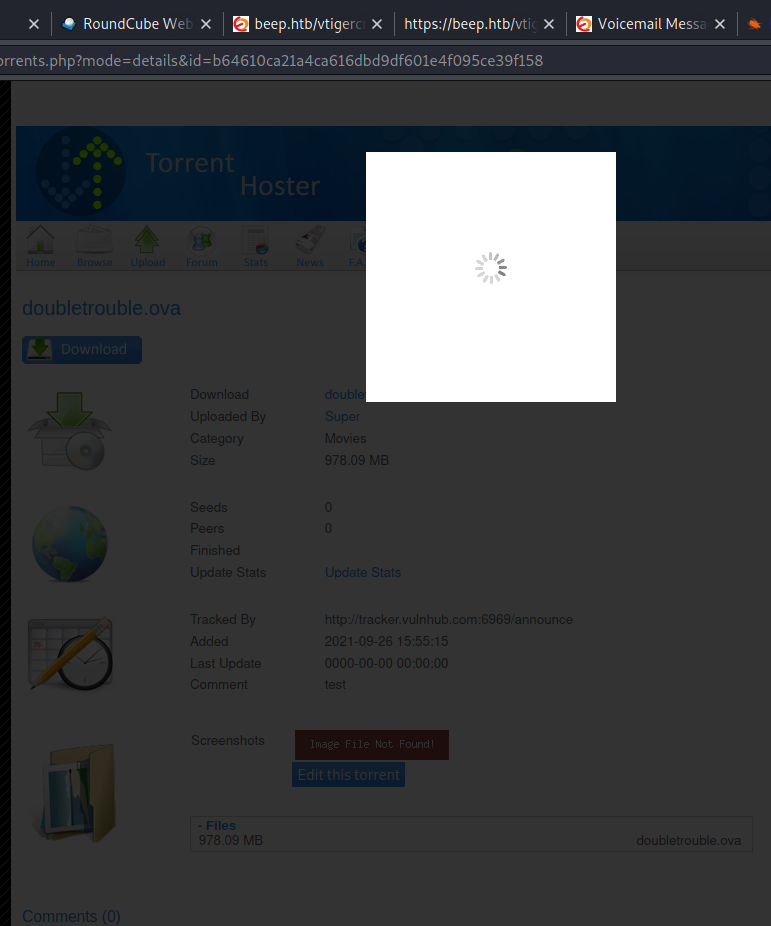 RoundCube Web
beep.htb/vtigerc
https://beep.htb/vtig
Voicemail Messa
orrents.php?mode=details&id=b64610ca21a4ca616dbd9df601e4f095ce39f158
Torrent
Hoster
Home
Browse
Upload
Forum
Stats
News
F.A.
doubletrouble.ova
Download
Download
double
Uploaded By
Super
Category
Movies
Size
978.09 MB
Seeds
0
Peers
0
Finished
Update Stats
Update Stats
Tracked By
http://tracker.vulnhub.com:6969/announce
Added
2021-09-26 15:55:15
Last Update
0000-00-00 00:00:00
Comment
test
Screenshots
Image File Not Found!
Edit this torrent
- Files
978.09 MB
doubletrouble.ova
Comments (0)